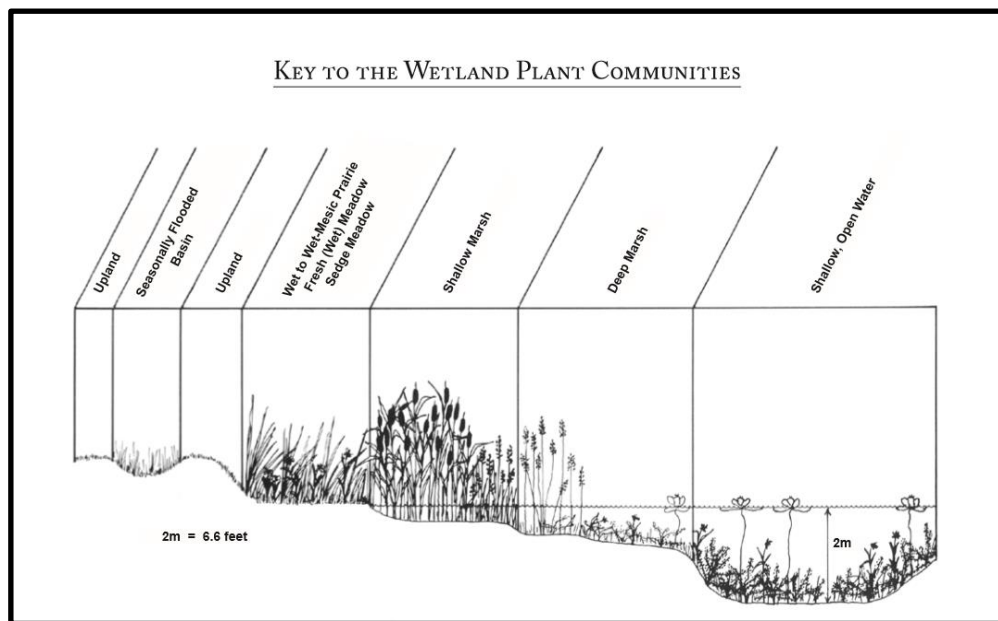 KEY TO THE WETLAND PLANT COMMUNITIES
Upland
Seasonally Flooded
Basin
Upland
Wet to Wet-Mesic Prairie
Fresh (Wet) Meadow
Sedge Meadow
Shallow Marsh
Deep Marsh
Shallow, Open Water
2m = 6.6 feet
2m